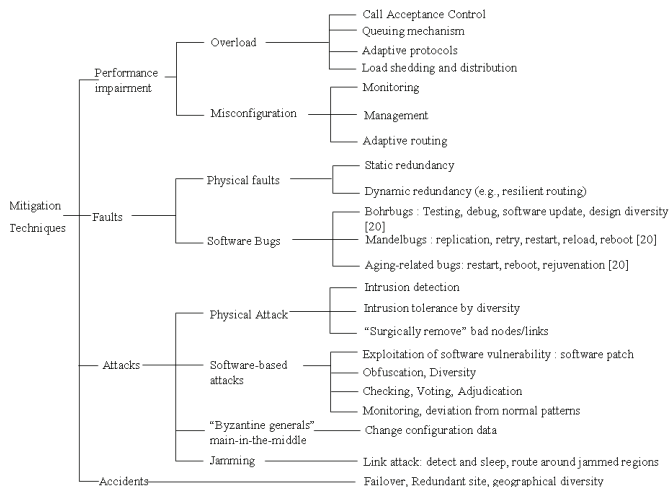 Mitigation
Techniques
Performance
impairment
Overload
Call Acceptance Control
Queuing mechanism
Adaptive protocols
Load shedding and distribution
Misconfiguration
Monitoring
Management
Adaptive routing
Faults
Physical faults
Static redundancy
Dynamic redundancy (e.g., resilient routing)
Software Bugs
Bohrbugs : Testing, debug, software update, design diversity
[20]
Mandelbugs : replication, retry, restart, reload, reboot [20]
Aging-related bugs: restart, reboot, rejuvenation [20]
Attacks
Physical Attack
Intrusion detection
Intrusion tolerance by diversity
“Surgically remove” bad nodes/links
Software-based
attacks
Exploitation of software vulnerability : software patch
Obfuscation, Diversity
Checking, Voting, Adjudication
Monitoring, deviation from normal patterns
“Byzantine generals”
main-in-the-middle
Change configuration data
Jamming
Link attack: detect and sleep, route around jammed regions
Accidents
Failover, Redundant site, geographical diversity